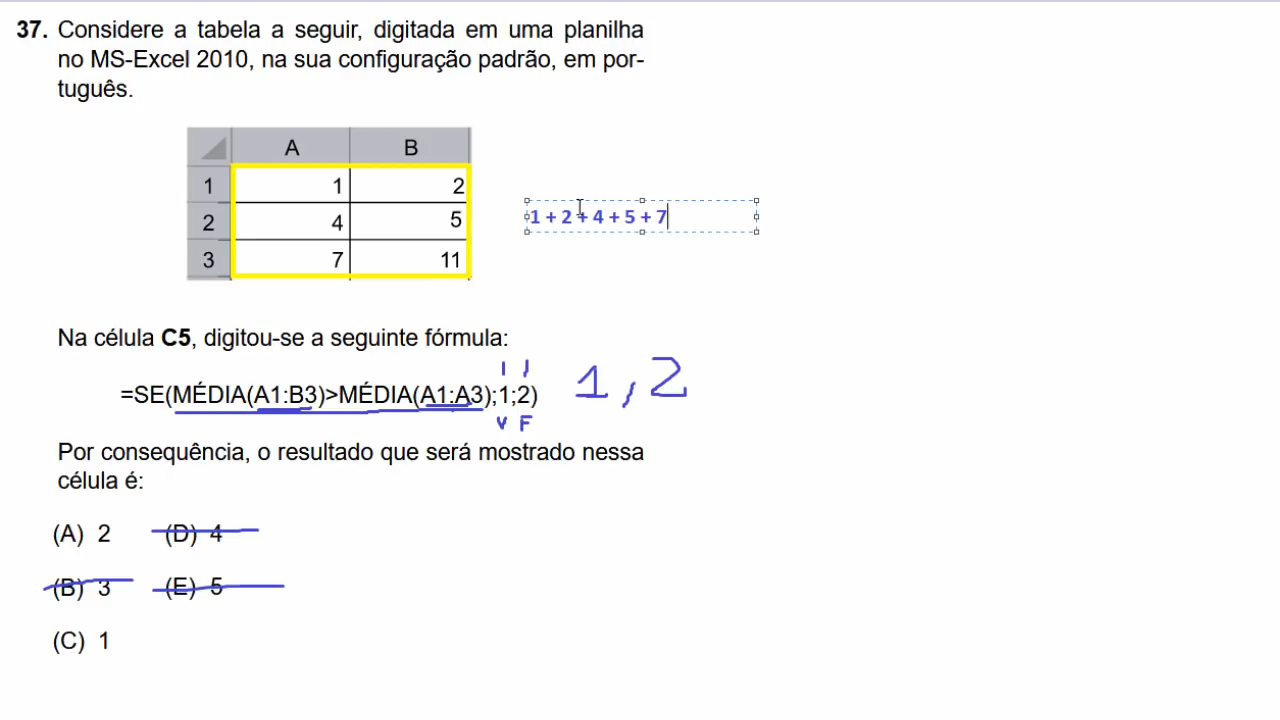 37. Considere a tabela a seguir, digitada em uma planilha
no MS-Excel 2010, na sua configuração padrão, em por-
tuguês.
A B
1 1 2
2 4 5
3 7 11
1 + 2 + 4 + 5 + 7
Na célula C5, digitou-se a seguinte fórmula:
=SE(MÉDIA(A1:B3)>MÉDIA(A1:A3);1;2) 1,2
V F
Por consequência, o resultado que será mostrado nessa
célula é:
(A) 2 (D) 4
(B) 3 (E) 5
(C) 1